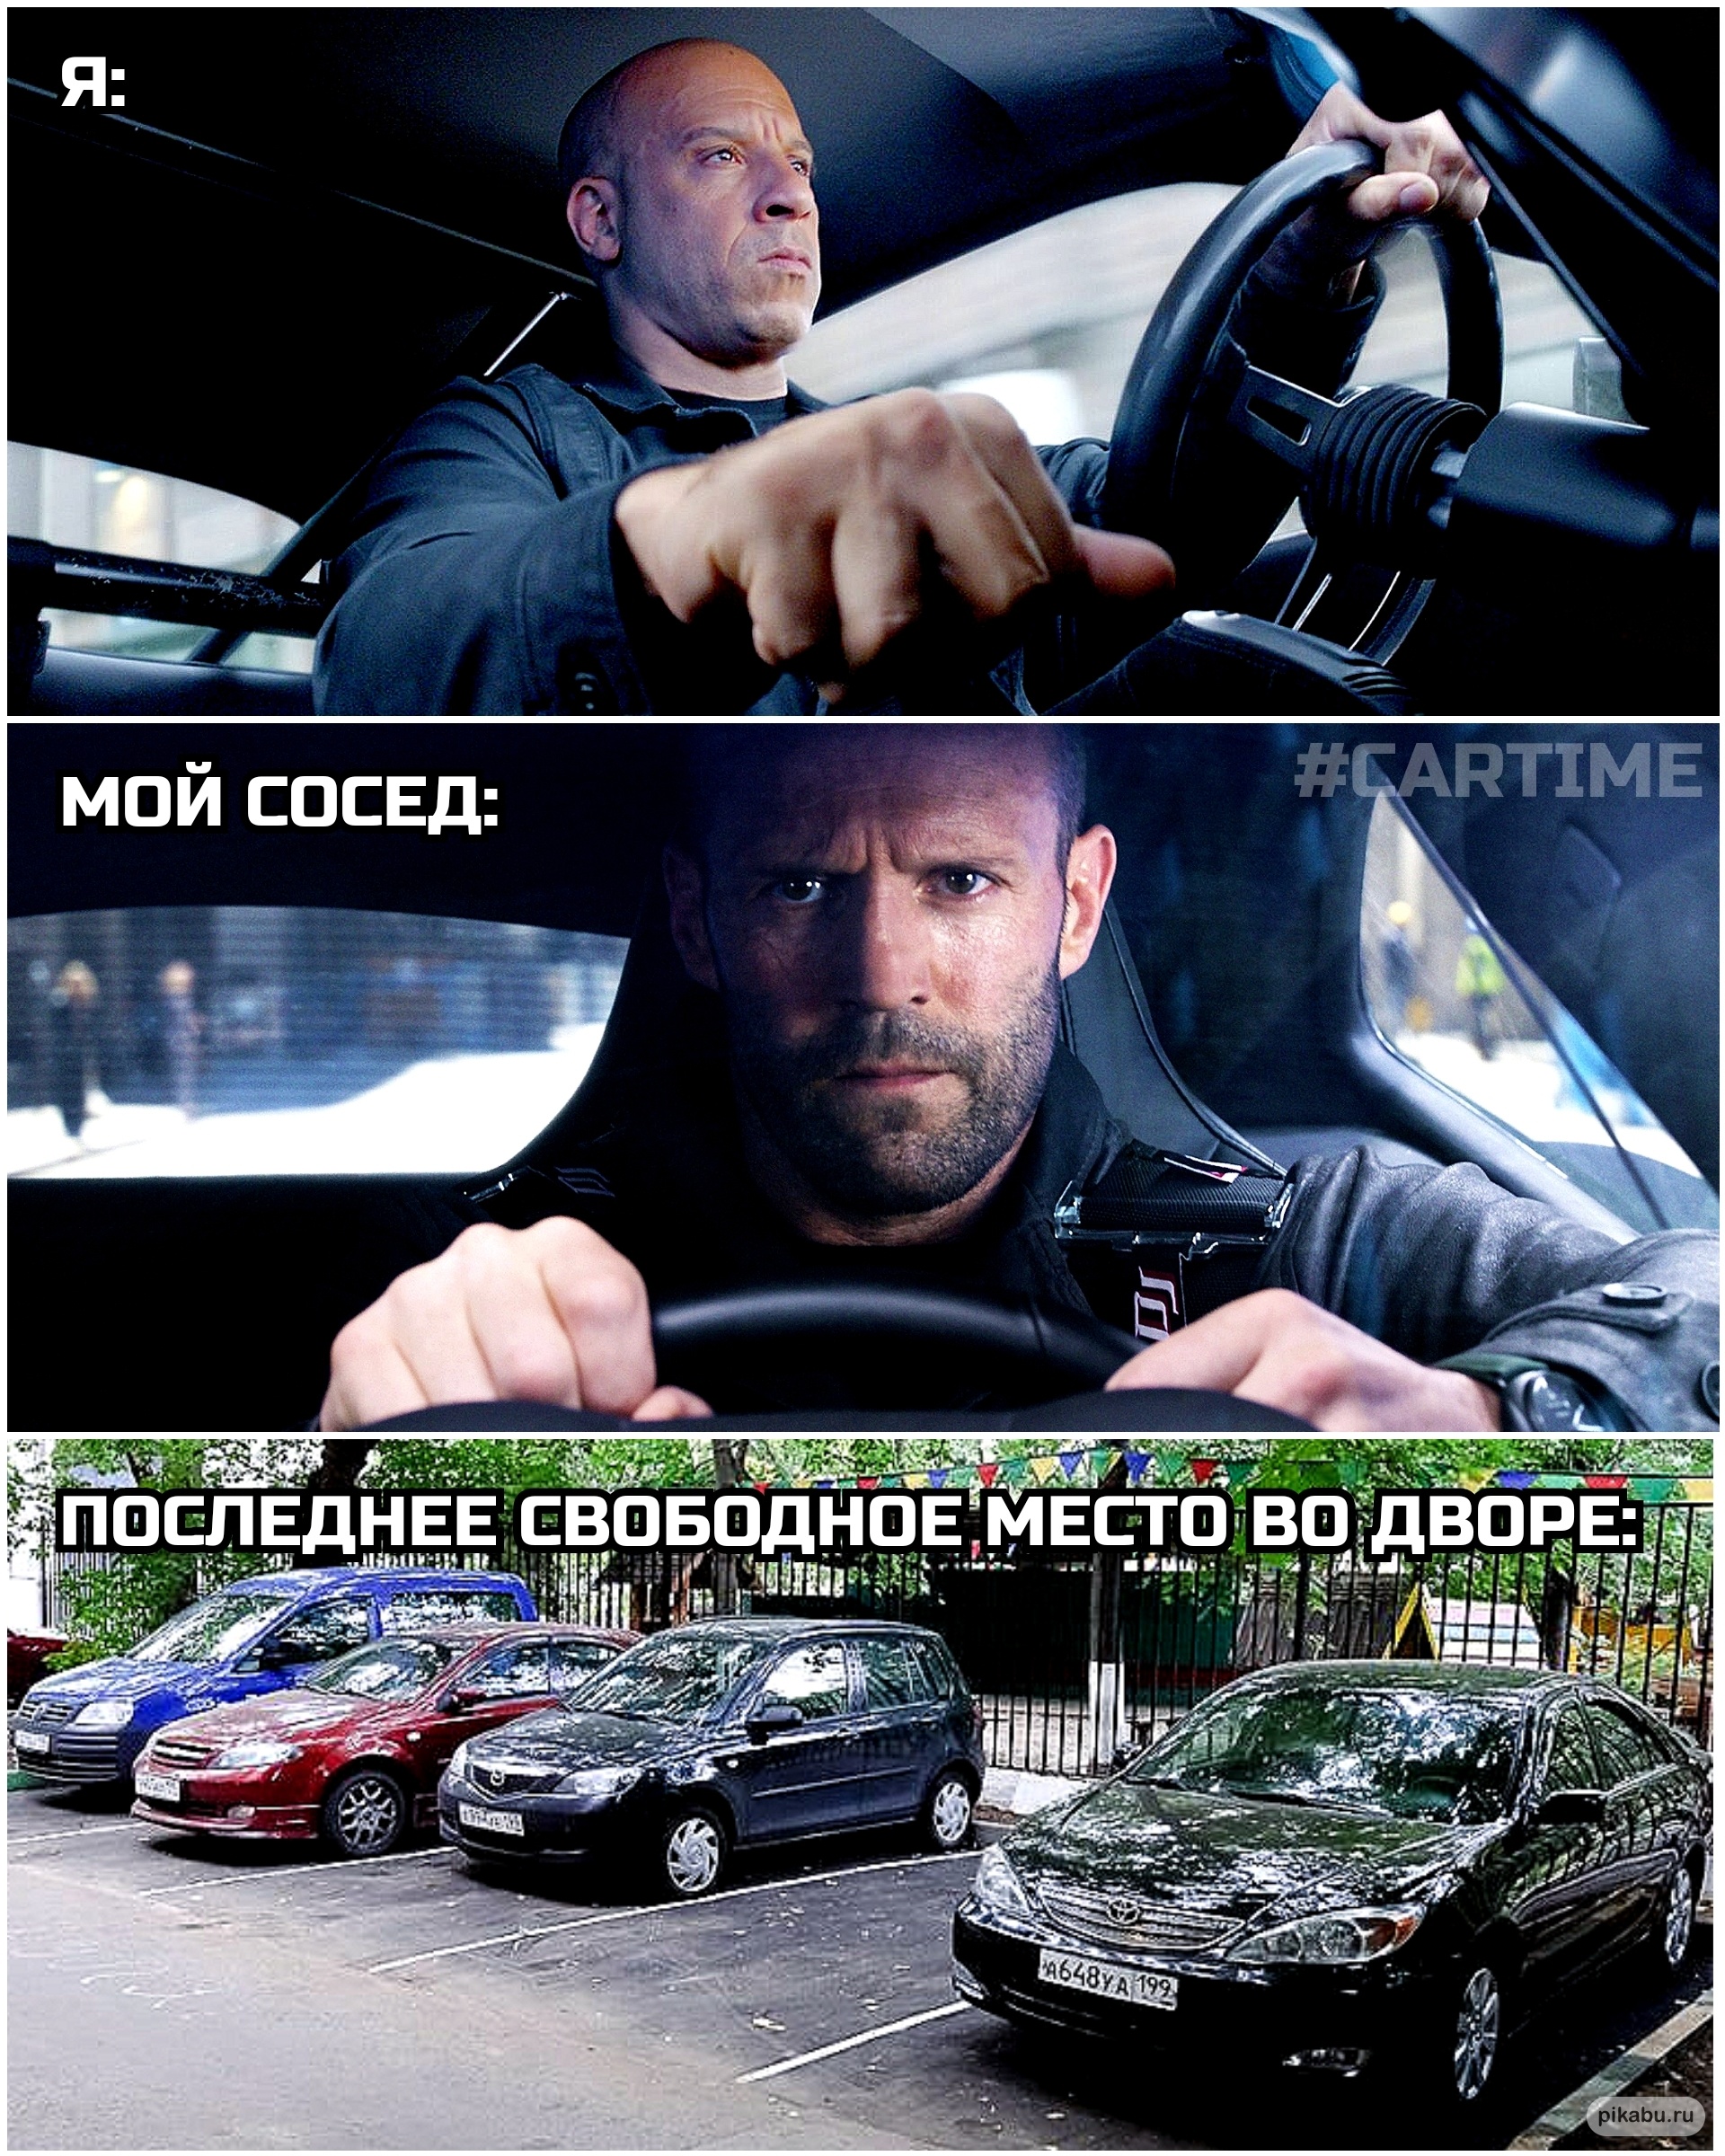 Я:
#CARTIME
МОЙ СОСЕД:
ПОСЛЕДНЕЕ СВОБОДНОЕ МЕСТО ВО ДВОРЕ:
А648УА 199
pikabu.ru